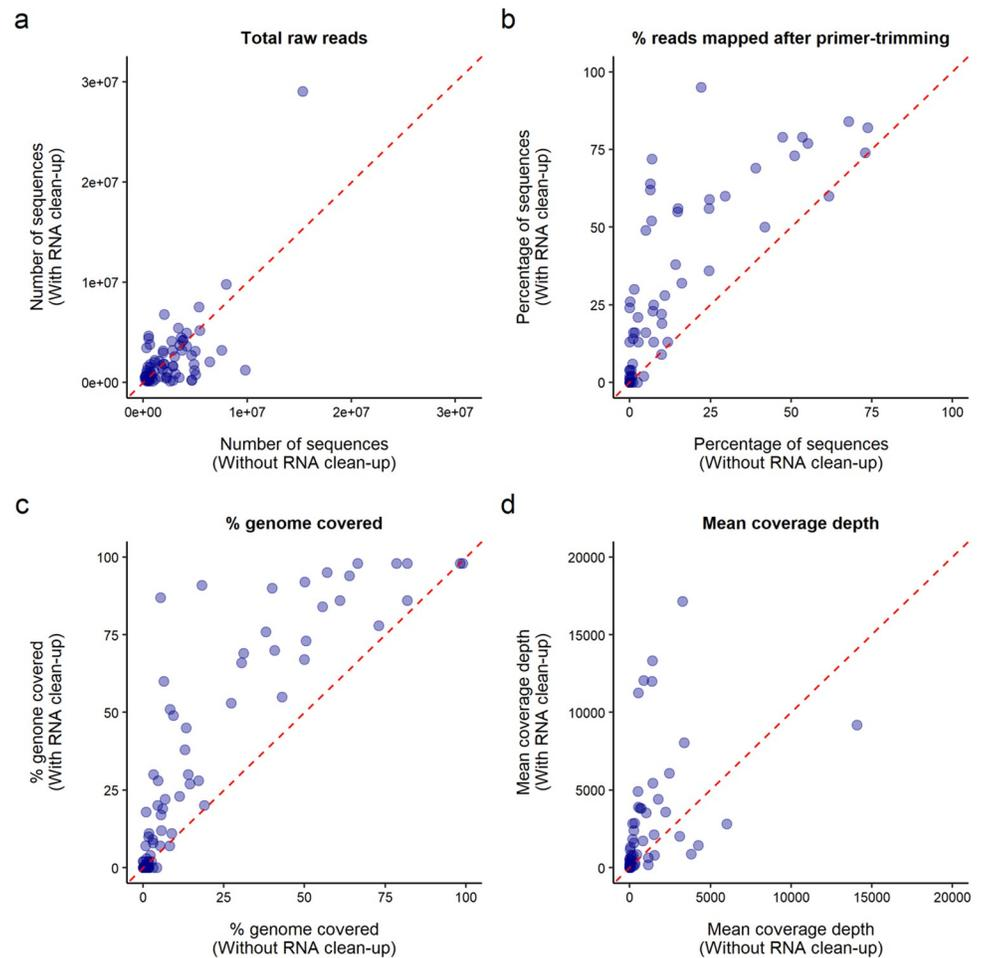 a
Total raw reads
Number of sequences
(With RNA clean-up)
3e+07
2e+07
1e+07
0e+00
0e+00 1e+07 2e+07 3e+07
Number of sequences
(Without RNA clean-up)
b
% reads mapped after primer-trimming
Percentage of sequences
(With RNA clean-up)
100
75
50
25
0
0 25 50 75 100
Percentage of sequences
(Without RNA clean-up)
c
% genome covered
% genome covered
(With RNA clean-up)
100
75
50
25
0
0 25 50 75 100
% genome covered
(Without RNA clean-up)
d
Mean coverage depth
Mean coverage depth
(With RNA clean-up)
20000
15000
10000
5000
0
0 5000 10000 15000 20000
Mean coverage depth
(Without RNA clean-up)